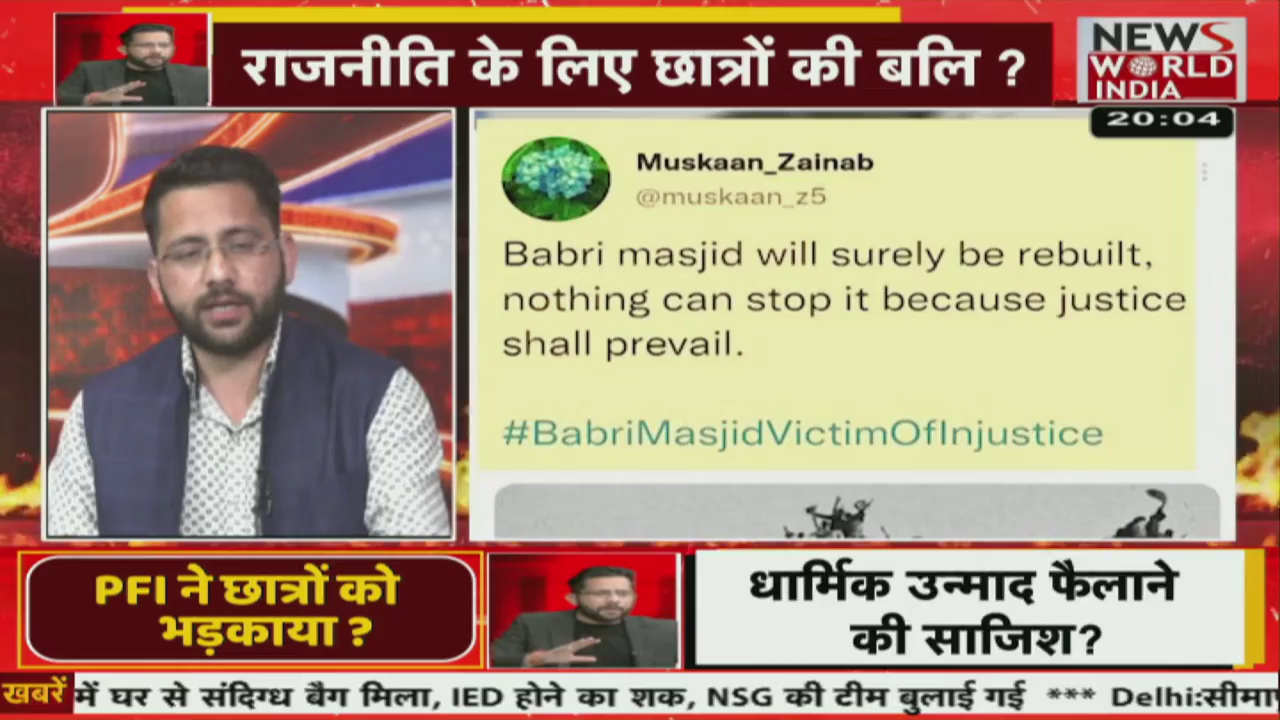 राजनीति के लिए छात्रों की बलि ?
NEWS
WORLD
INDIA
20:04
Muskaan_Zainab
@muskaan_z5
Babri masjid will surely be rebuilt,
nothing can stop it because justice
shall prevail.
#BabriMasjidVictimOfInjustice
PFI ने छात्रों को
भड़काया ?
धार्मिक उन्माद फैलाने
की साजिश?
खबरें में घर से संदिग्ध बैग मिला, IED होने का शक, NSG की टीम बुलाई गई *** Delhi:सीमा